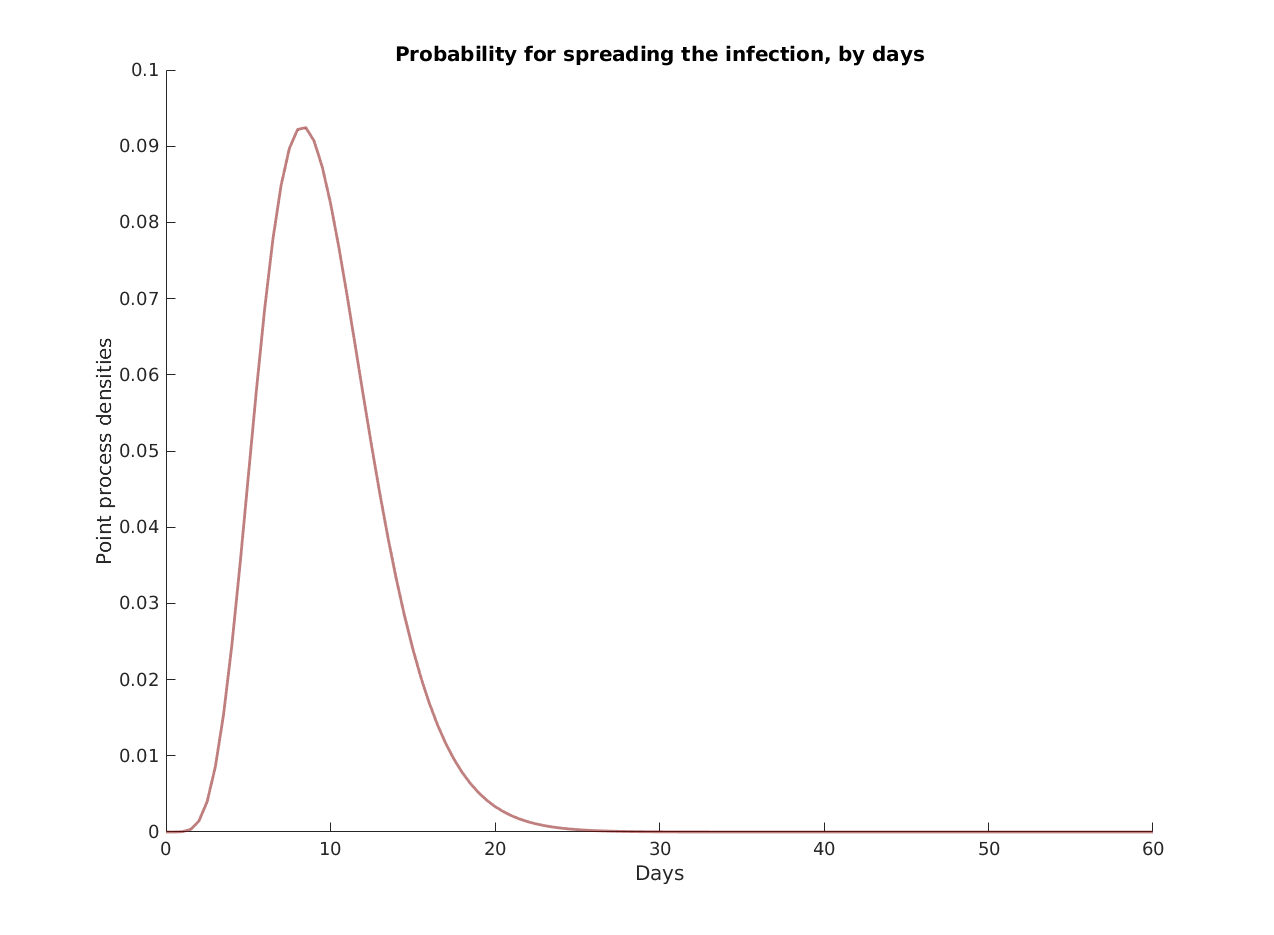 Probability for spreading the infection, by days
0.1
0.09
0.08
0.07
0.06
0.05
0.04
0.03
0.02
0.01
0
Point process densities
0 10 20 30 40 50 60
Days